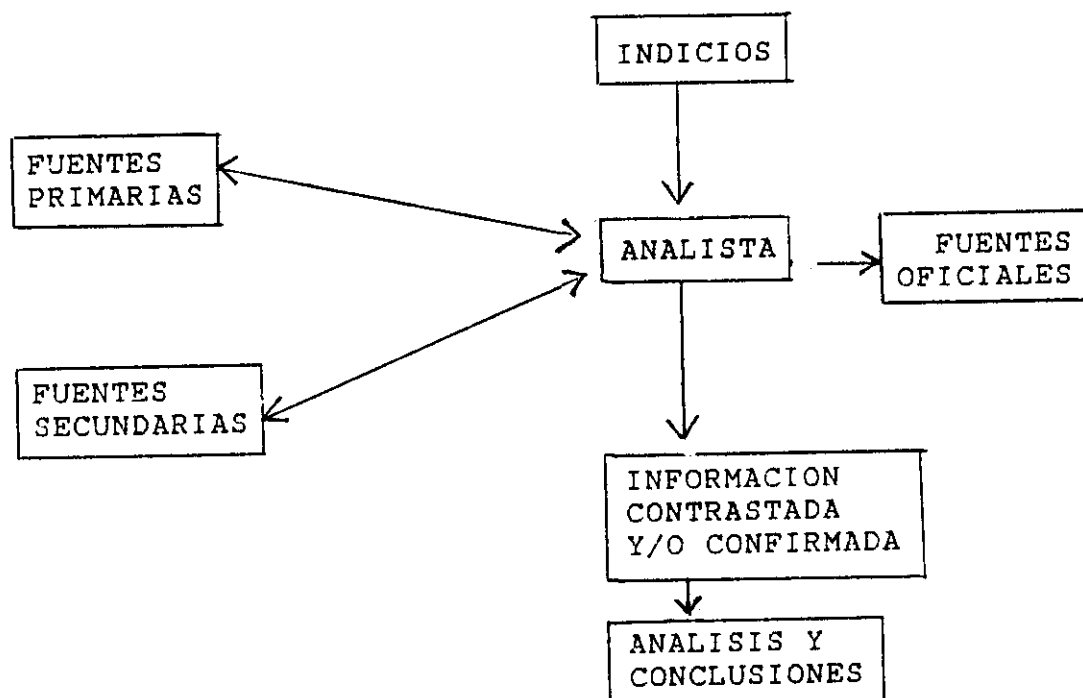 INDICIOS
FUENTES
PRIMARIAS
ANALISTA
FUENTES
OFICIALES
FUENTES
SECUNDARIAS
INFORMACION
CONTRASTADA
Y/O CONFIRMADA
ANALISIS Y
CONCLUSIONES